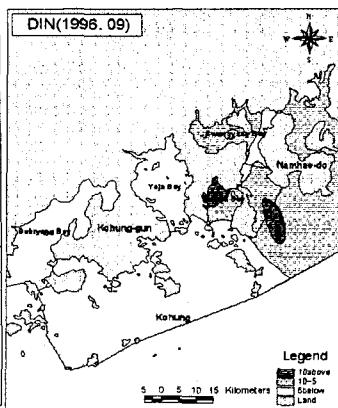 DIN(1996. 09)
N
W E
S
Namhae-do
Yoja Bay
Kohung-gun
Kohung
Legend
10above
10-5
5below
Land
5 0 5 10 15 Kilometers